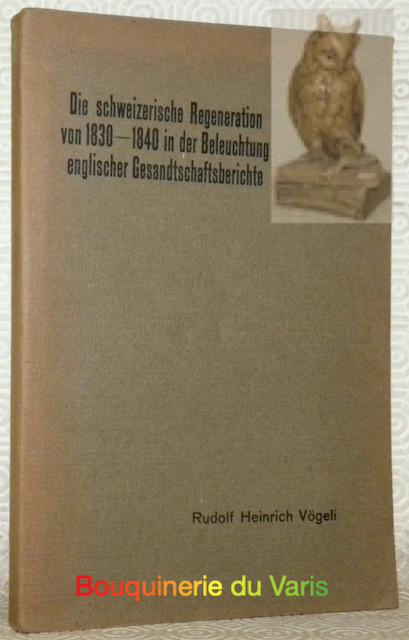 Die schweizerische Regeneration
von 1830—1840 in der Beleuchtung
englischer Gesandtschaftsberichte
Rudolf Heinrich Vögeli
Bouquinerie du Varis